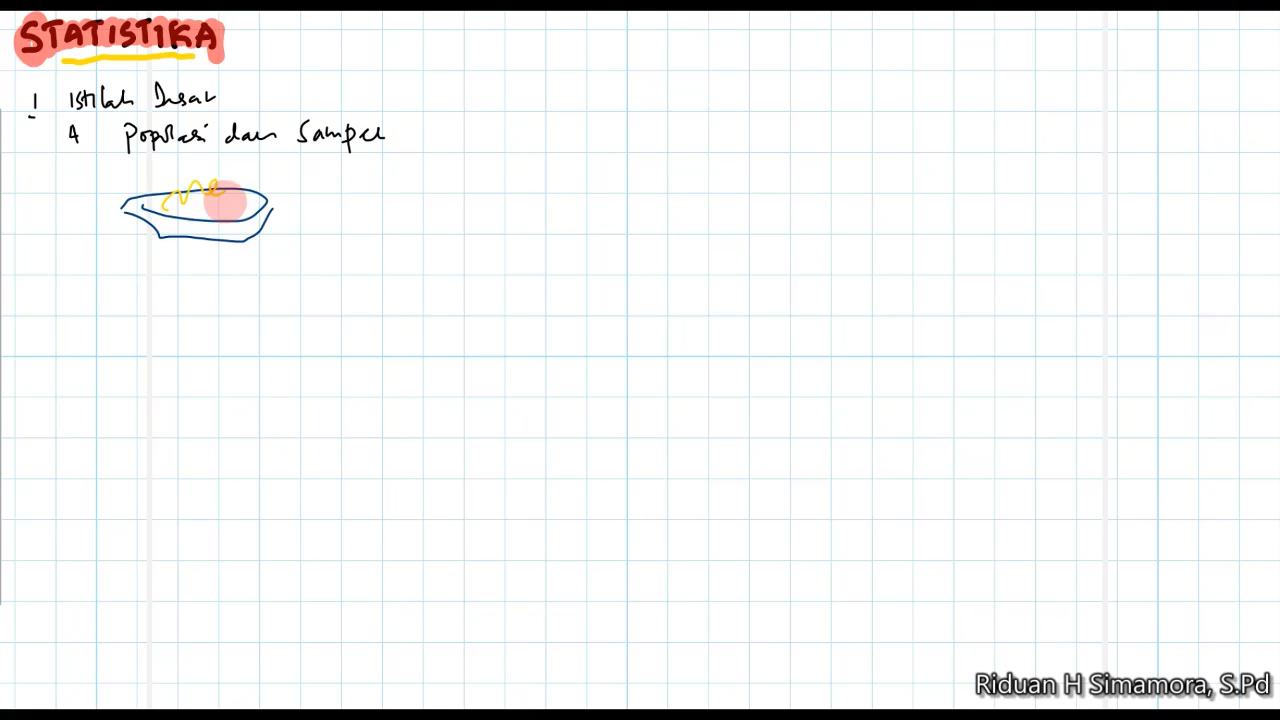 STATISTIKA
1 Istilah Dasar
A Populasi dan Sampel
Riduan H Simamora, S.Pd